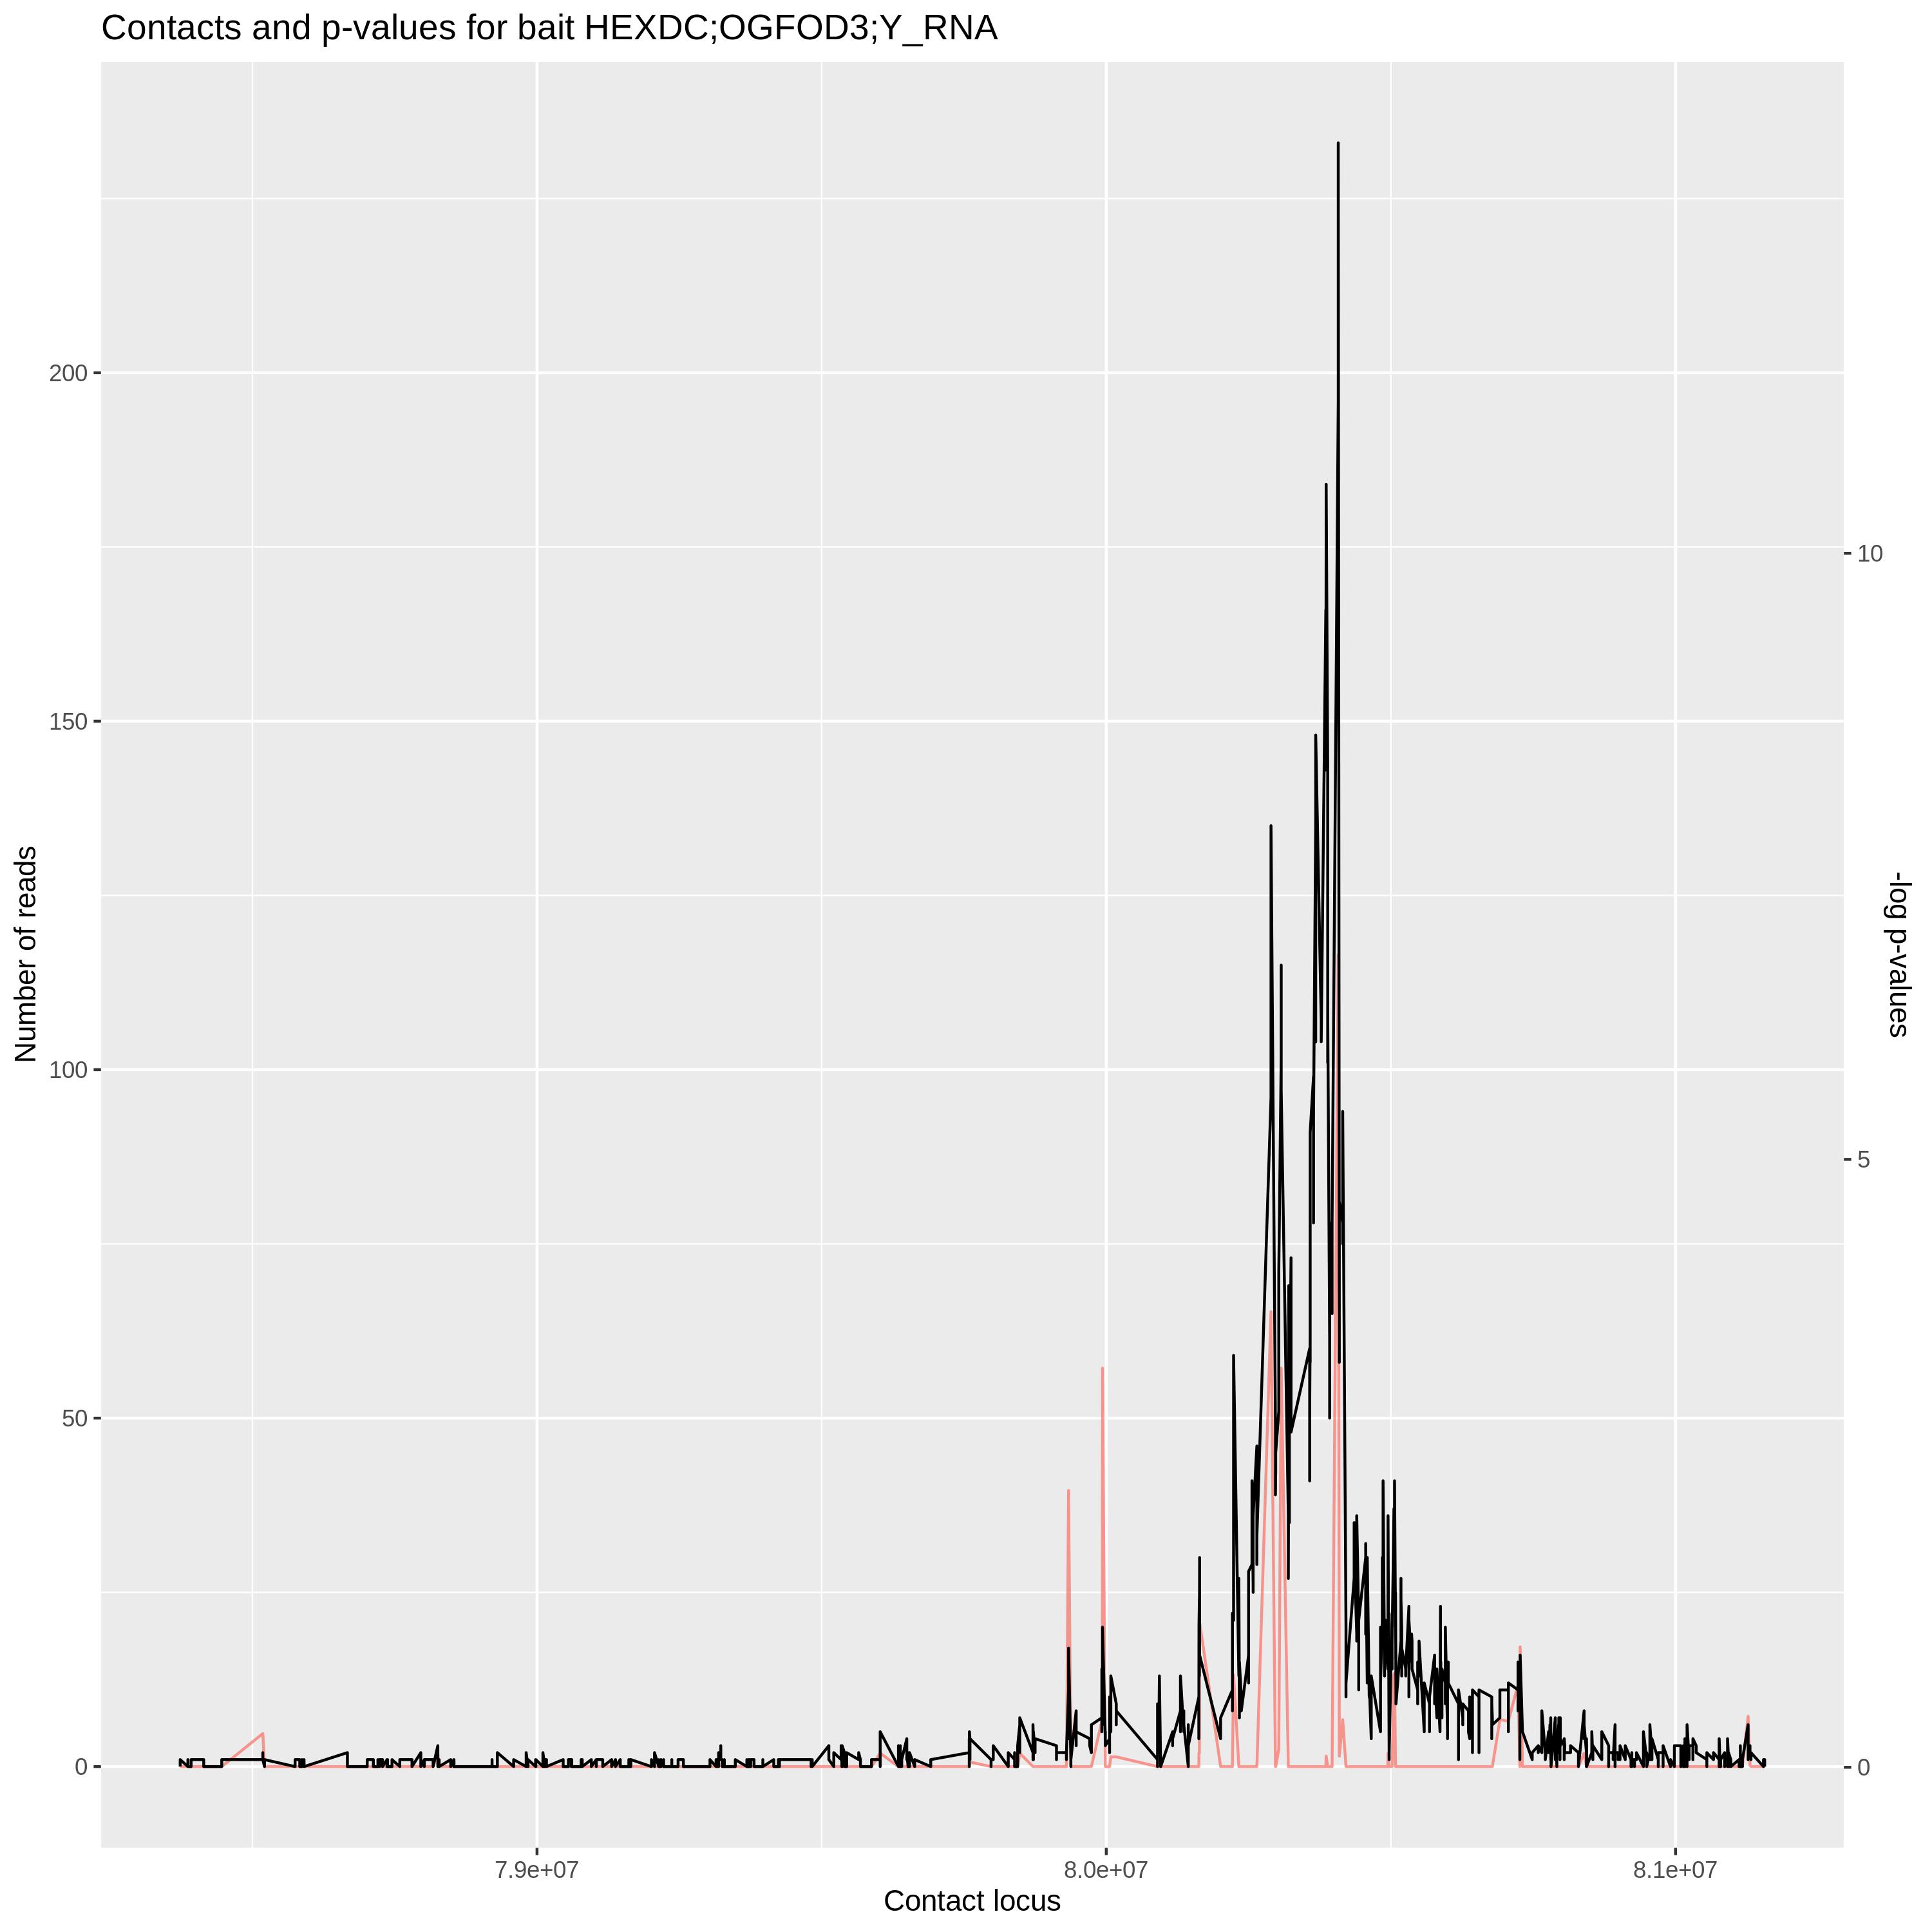 Contacts and p-values for bait HEXDC;OGFOD3;Y_RNA
Number of reads
200
150
100
50
0
10
5
0
-log p-values
7.9e+07
8.0e+07
8.1e+07
Contact locus